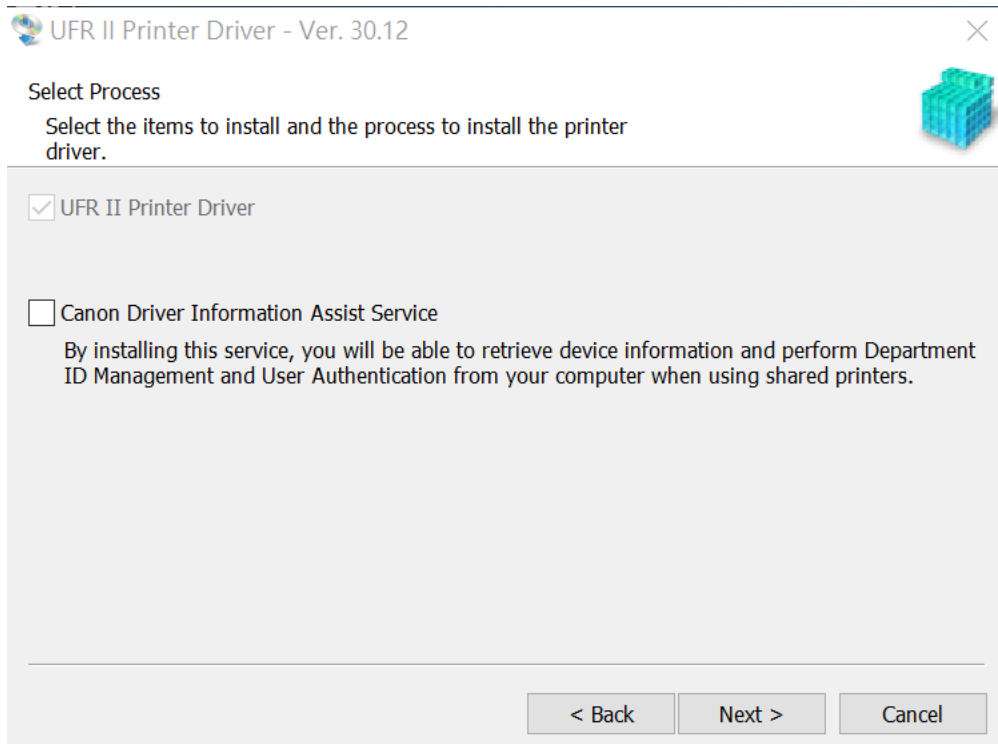 UFR II Printer Driver - Ver. 30.12
Select Process
Select the items to install and the process to install the printer
driver.
UFR II Printer Driver
Canon Driver Information Assist Service
By installing this service, you will be able to retrieve device information and perform Department
ID Management and User Authentication from your computer when using shared printers.
< Back
Next >
Cancel